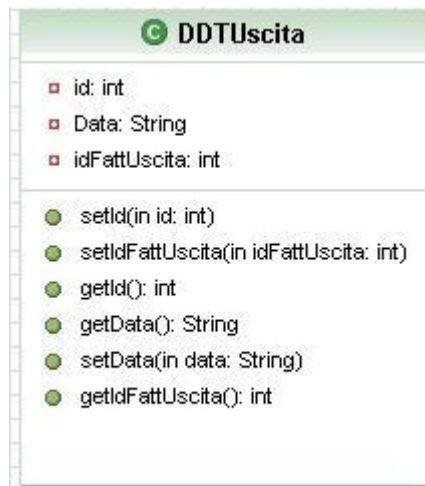 C DDTUscita
id: int
Data: String
idFattUscita: int
setId(in id: int)
setIdFattUscita(in idFattUscita: int)
getId(): int
getData(): String
setData(in data: String)
getIdFattUscita(): int